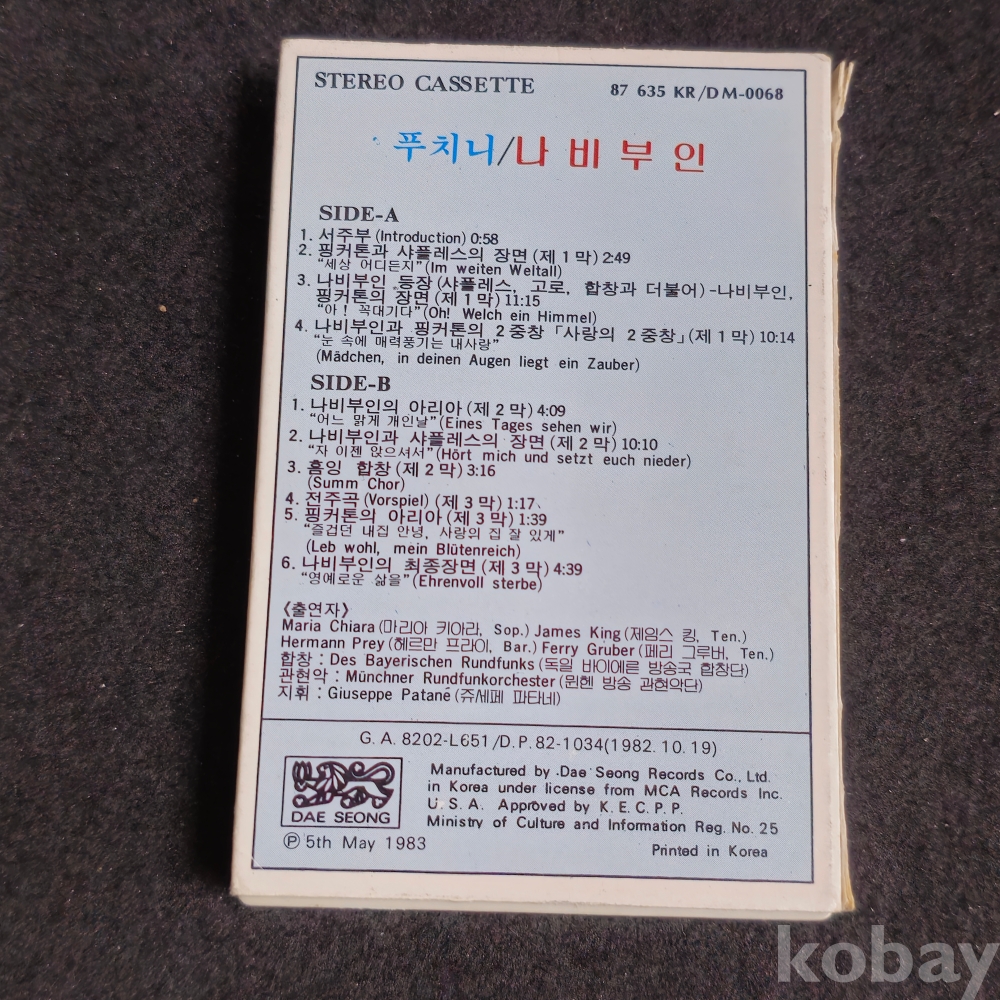 STEREO CASSETTE 87 635 KR/DM-0068
푸치니/나비부인
SIDE-A
1. 서주부 (Introduction) 0:58
2. 핑커톤과 샤플레스의 장면 (제 1 막) 2:49
“세상 어디든지” (Im weiten Weltall)
3. 나비부인 등장 (샤플레스, 고로, 합창과 더불어) -나비부인,
핑커톤의 장면 (제 1 막) 11:15
“아! 꼭대기다” (Oh! Welch ein Himmel)
4. 나비부인과 핑커톤의 2 중창 「사랑의 2 중창」 (제 1 막) 10:14
“눈 속에 매력풍기는 내사랑”
(Mädchen, in deinen Augen liegt ein Zauber)
SIDE-B
1. 나비부인의 아리아 (제 2 막) 4:09
“어느 맑게 개인날” (Eines Tages sehen wir)
2. 나비부인과 샤플레스의 장면 (제 2 막) 10:10
“자 이젠 앉으셔서” (Hört mich und setzt euch nieder)
3. 흠잉 합창 (제 2 막) 3:16
(Summ Chor)
4. 전주곡 (Vorspiel) (제 3 막) 1:17
5. 핑커톤의 아리아 (제 3 막) 1:39
“즐겁던 내집 안녕, 사랑의 집 잘 있게”
(Leb wohl, mein Blütenreich)
6. 나비부인의 최종장면 (제 3 막) 4:39
“영예로운 삶을” (Ehrenvoll sterbe)
《출연자》
Maria Chiara (마리아 키아라, Sop.) James King (제임스 킹, Ten.)
Hermann Prey (헤르만 프라이, Bar.) Ferry Gruber (페리 그루버, Ten.)
합창 : Des Bayerischen Rundfunks (독일 바이에른 방송국 합창단)
관현악 : Münchner Rundfunkorchester (뮌헨 방송 관현악단)
지휘 : Giuseppe Patané (쥬세페 파타네)
G. A. 8202-L651/D. P. 82-1034(1982. 10. 19)
DAE SEONG
Manufactured by Dae Seong Records Co., Ltd.
in Korea under license from MCA Records Inc.
U. S. A. Approved by K. E. C. P. P.
Ministry of Culture and Information Reg. No. 25
℗ 5th May 1983
Printed in Korea
kobay